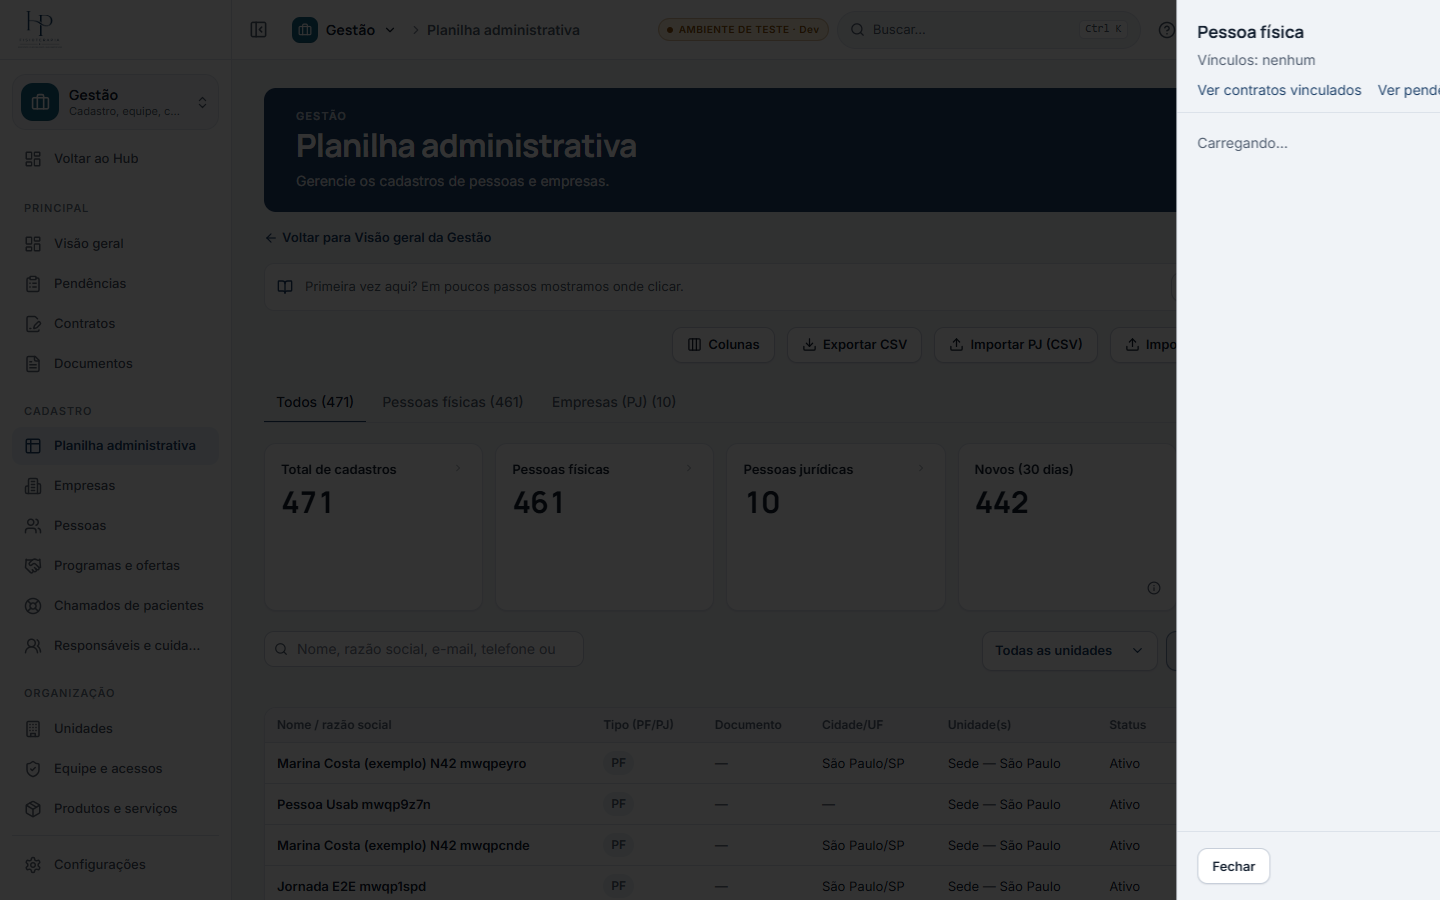 HP
Gestão
Cadastro, equipe, c...
Voltar ao Hub
PRINCIPAL
Visão geral
Pendências
Contratos
Documentos
CADASTRO
Planilha administrativa
Empresas
Pessoas
Programas e ofertas
Chamados de pacientes
Responsáveis e cuida...
ORGANIZAÇÃO
Unidades
Equipe e acessos
Produtos e serviços
Configurações
Gestão
Planilha administrativa
AMBIENTE DE TESTE · Dev
Buscar...
Ctrl K
GESTÃO
Planilha administrativa
Gerencie os cadastros de pessoas e empresas.
Voltar para Visão geral da Gestão
Primeira vez aqui? Em poucos passos mostramos onde clicar.
Colunas
Exportar CSV
Importar PJ (CSV)
Impo
Todos (471)
Pessoas físicas (461)
Empresas (PJ) (10)
Total de cadastros
471
Pessoas físicas
461
Pessoas jurídicas
10
Novos (30 dias)
442
Nome, razão social, e-mail, telefone ou
Todas as unidades
Nome / razão social Tipo (PF/PJ) Documento Cidade/UF Unidade(s) Status
Marina Costa (exemplo) N42 mwqpeyro PF — São Paulo/SP Sede — São Paulo Ativo
Pessoa Usab mwqp9z7n PF — — Sede — São Paulo Ativo
Marina Costa (exemplo) N42 mwqpcnde PF — São Paulo/SP Sede — São Paulo Ativo
Jornada E2E mwqp1spd PF — São Paulo/SP Sede — São Paulo Ativo
Pessoa física
Vínculos: nenhum
Ver contratos vinculados Ver pend
Carregando...
Fechar